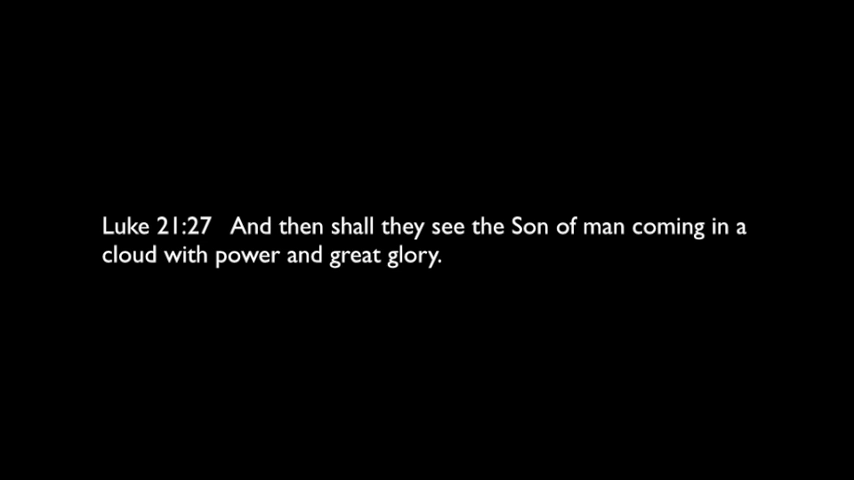 Luke 21:27   And then shall they see the Son of man coming in a
cloud with power and great glory.